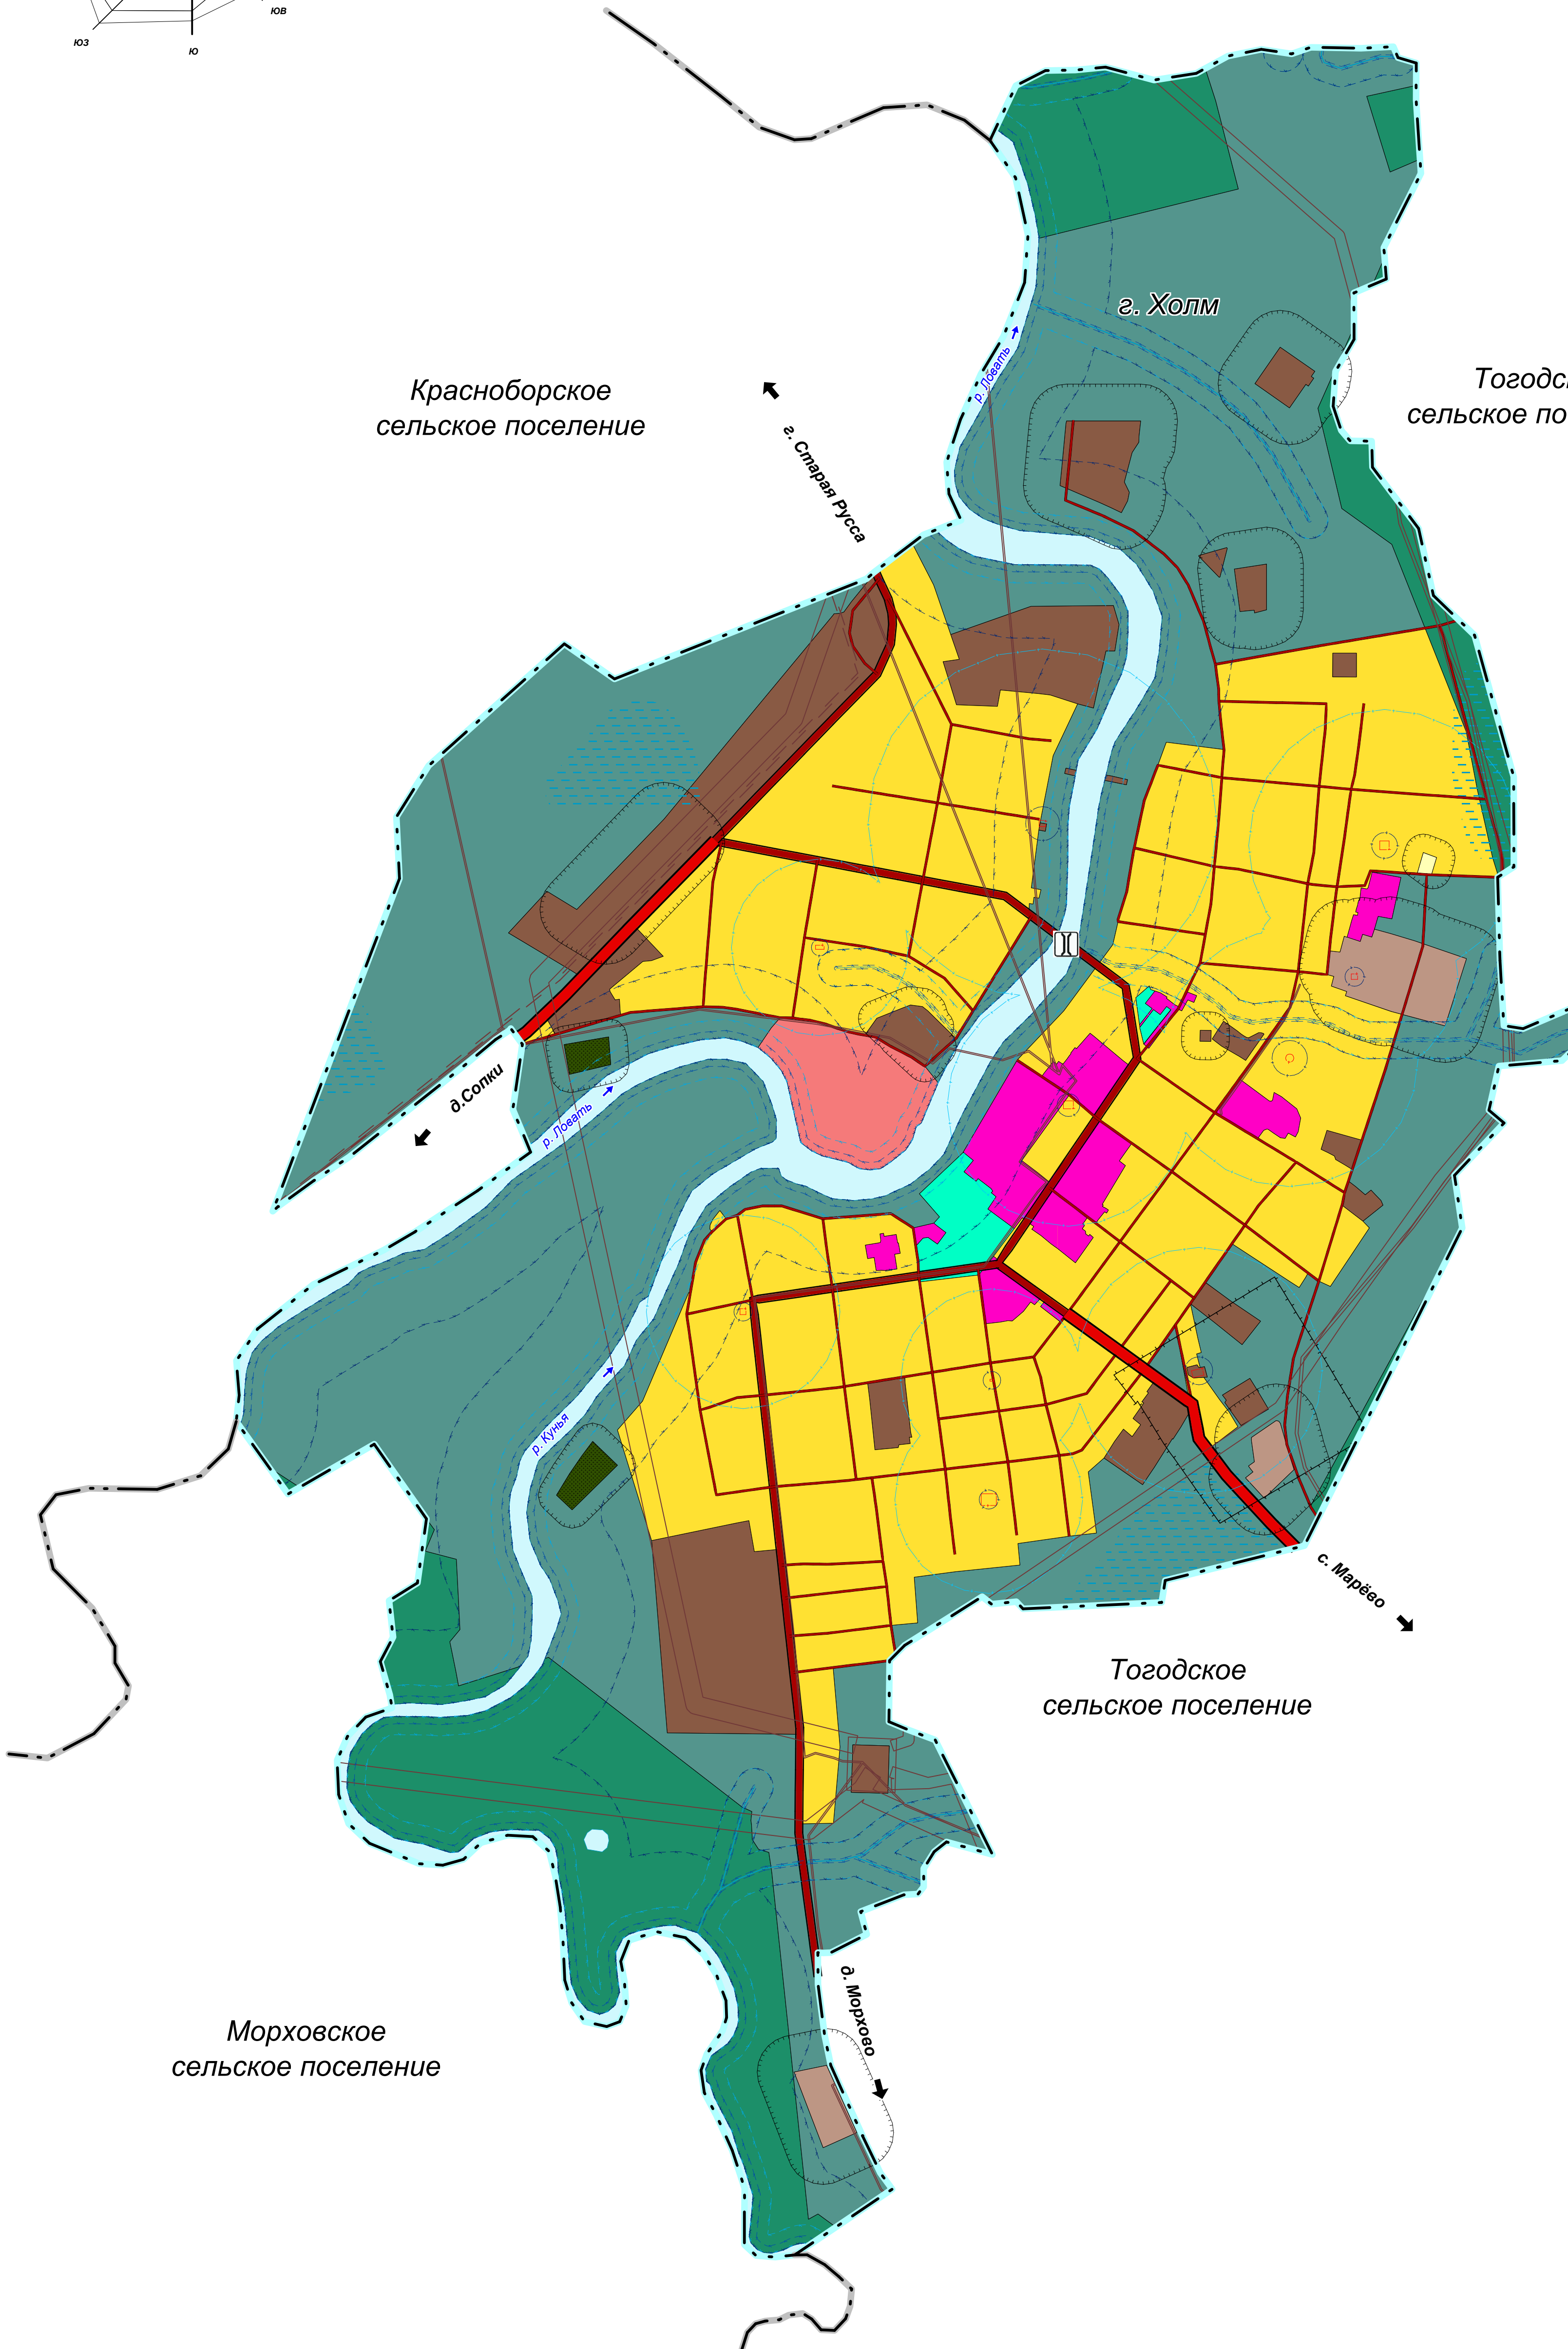 ЮВ
ЮЗ
Ю
г. Холм
р. Ловать
Красноборское
сельское поселение
г. Старая Русса
Тогодс
сельское по
д.Сопки
р. Ловать
р. Кунья
с. Марёво
Тогодское
сельское поселение
д. Морхово
Морховское
сельское поселение